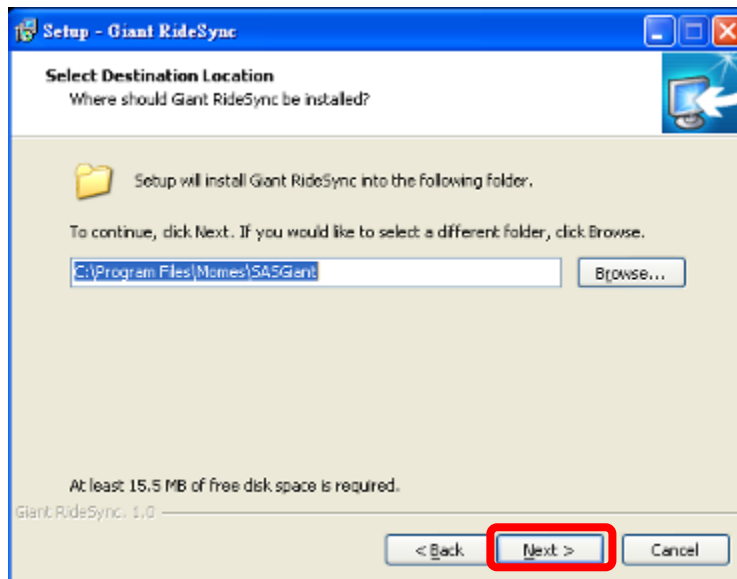 Setup - Giant RideSync
Select Destination Location
Where should Giant RideSync be installed?
Setup will install Giant RideSync into the following folder.
To continue, click Next. If you would like to select a different folder, click Browse.
C:\Program Files\Momes\SASGiant
Browse...
At least 15.5 MB of free disk space is required.
Giant RideSync. 1.0
< Back
Next >
Cancel